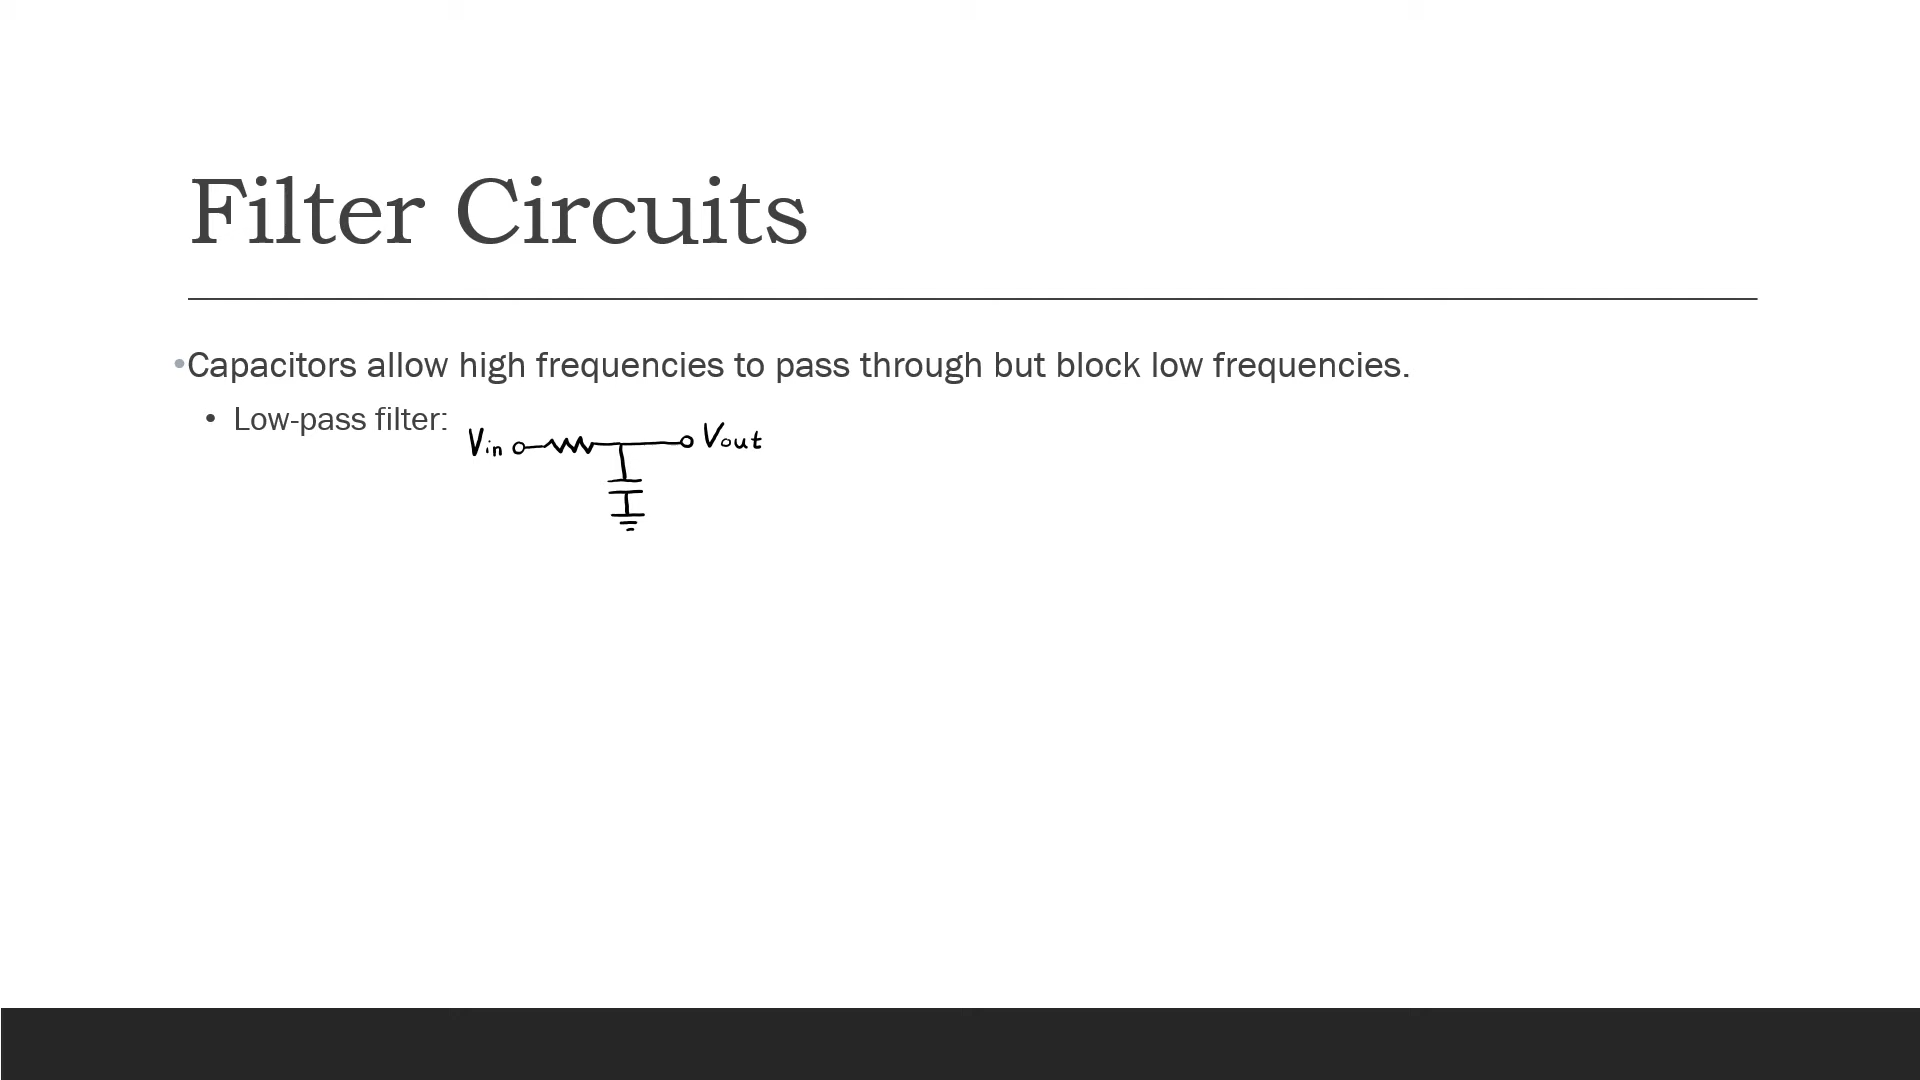 Filter Circuits
•Capacitors allow high frequencies to pass through but block low frequencies.
• Low-pass filter:
Vin Vout